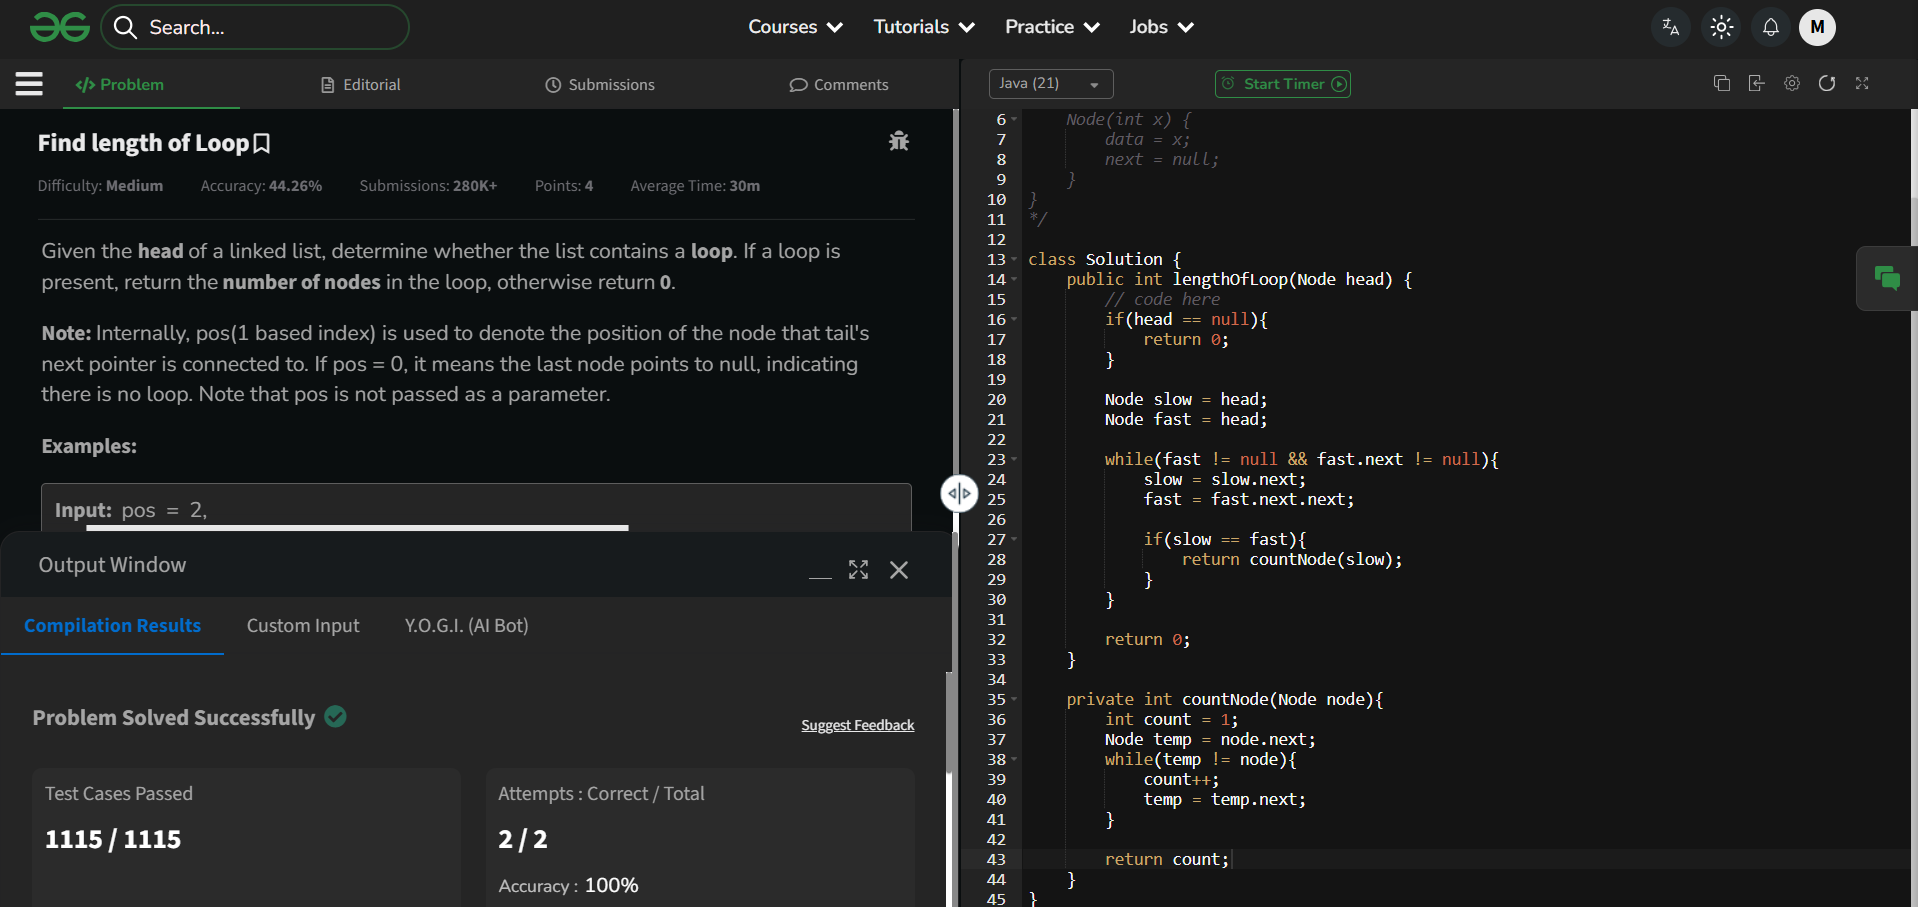 Search...
Courses Tutorials Practice Jobs
M
</> Problem Editorial Submissions Comments
Find length of Loop
Difficulty: Medium Accuracy: 44.26% Submissions: 280K+ Points: 4 Average Time: 30m
Given the head of a linked list, determine whether the list contains a loop. If a loop is
present, return the number of nodes in the loop, otherwise return 0.
Note: Internally, pos(1 based index) is used to denote the position of the node that tail's
next pointer is connected to. If pos = 0, it means the last node points to null, indicating
there is no loop. Note that pos is not passed as a parameter.
Examples:
Input: pos = 2,
Output Window
Compilation Results Custom Input Y.O.G.I. (AI Bot)
Problem Solved Successfully
Suggest Feedback
Test Cases Passed
1115 / 1115
Attempts : Correct / Total
2 / 2
Accuracy : 100%
Java (21) Start Timer
6 Node(int x) {
7 data = x;
8 next = null;
9 }
10 }
11 */
12
13 class Solution {
14 public int lengthOfLoop(Node head) {
15 // code here
16 if(head == null){
17 return 0;
18 }
19
20 Node slow = head;
21 Node fast = head;
22
23 while(fast != null && fast.next != null){
24 slow = slow.next;
25 fast = fast.next.next;
26
27 if(slow == fast){
28 return countNode(slow);
29 }
30 }
31
32 return 0;
33 }
34
35 private int countNode(Node node){
36 int count = 1;
37 Node temp = node.next;
38 while(temp != node){
39 count++;
40 temp = temp.next;
41 }
42
43 return count;
44 }
45 }